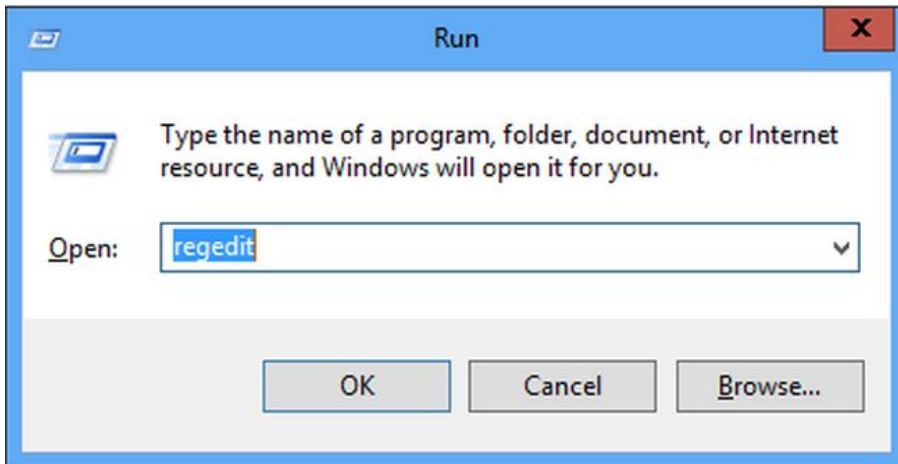 Run
X
Type the name of a program, folder, document, or Internet
resource, and Windows will open it for you.
Open: regedit
OK Cancel Browse...